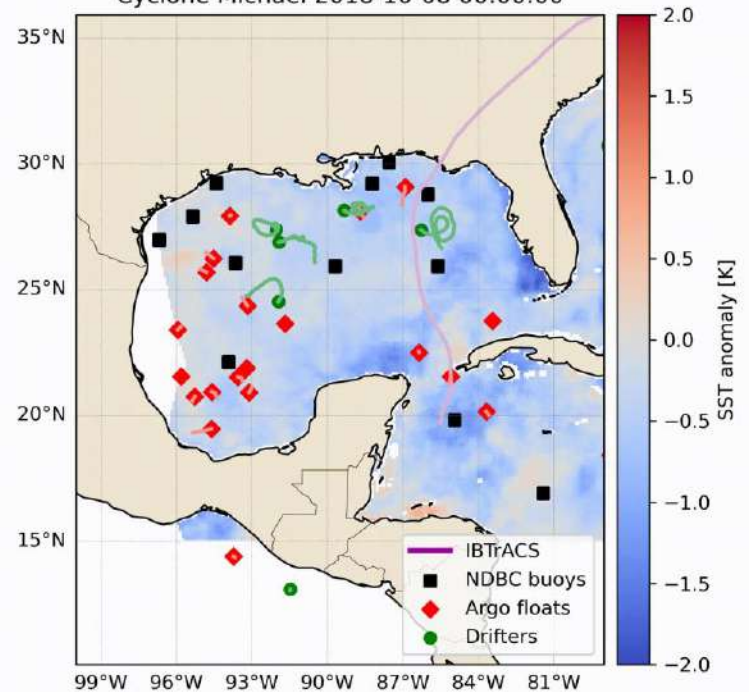 35°N
30°N
25°N
20°N
15°N
99°W 96°W 93°W 90°W 87°W 84°W 81°W
IBTrACS
NDBC buoys
Argo floats
Drifters
2.0
1.5
1.0
0.5
0.0
−0.5
−1.0
−1.5
−2.0
SST anomaly [K]